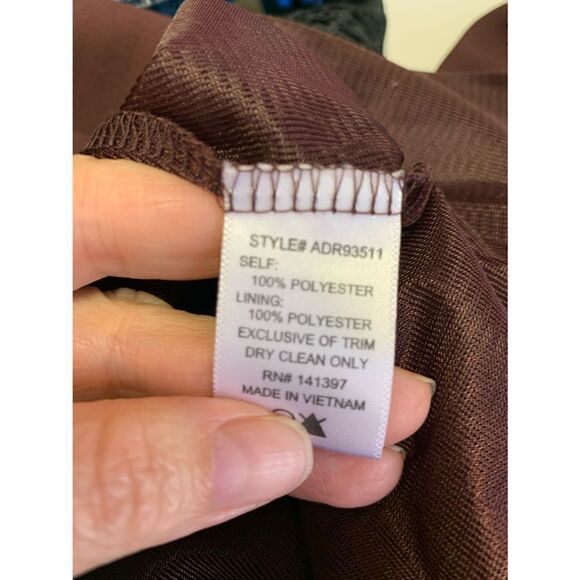 STYLE# ADR93511
SELF:
100% POLYESTER
LINING:
100% POLYESTER
EXCLUSIVE OF TRIM
DRY CLEAN ONLY
RN# 141397
MADE IN VIETNAM